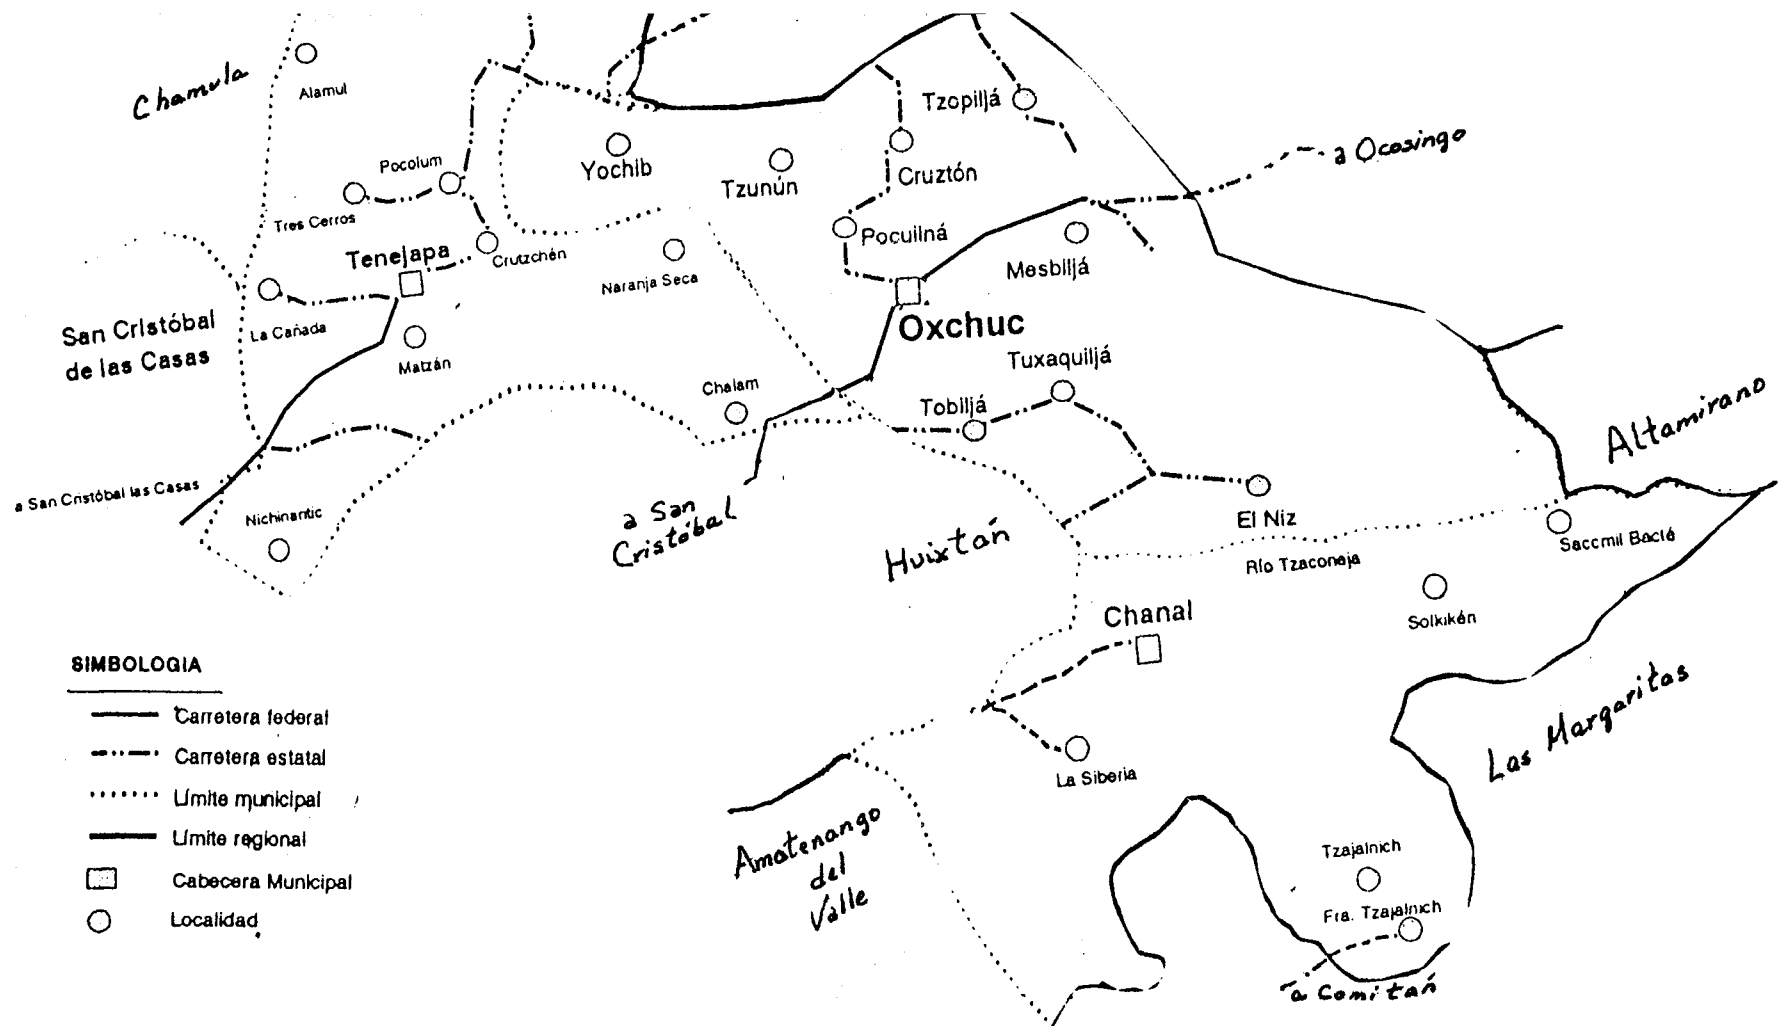 Chamula
Alamul
Pocolum
Tres Cerros
Tenejapa
Crutzchén
Yochib
Tzunún
Naranja Seca
Tzopiljá
Cruztón
Pocuilná
Mesbiljá
a Ocosingo
San Cristóbal
de las Casas
La Cañada
Matzán
Chalam
Oxchuc
Tuxaquiljá
Tobiljá
Altamirano
a San Cristóbal las Casas
Nichinantic
a San
Cristóbal
Huixtán
El Niz
Río Tzaconeja
Saccmil Baclé
Solkikén
Chanal
La Siberia
Las Margaritas
Amatenango
del
Valle
Tzajalnich
Fra. Tzajalnich
a Comitán
SIMBOLOGIA
Carretera federal
Carretera estatal
Límite municipal
Límite regional
Cabecera Municipal
Localidad